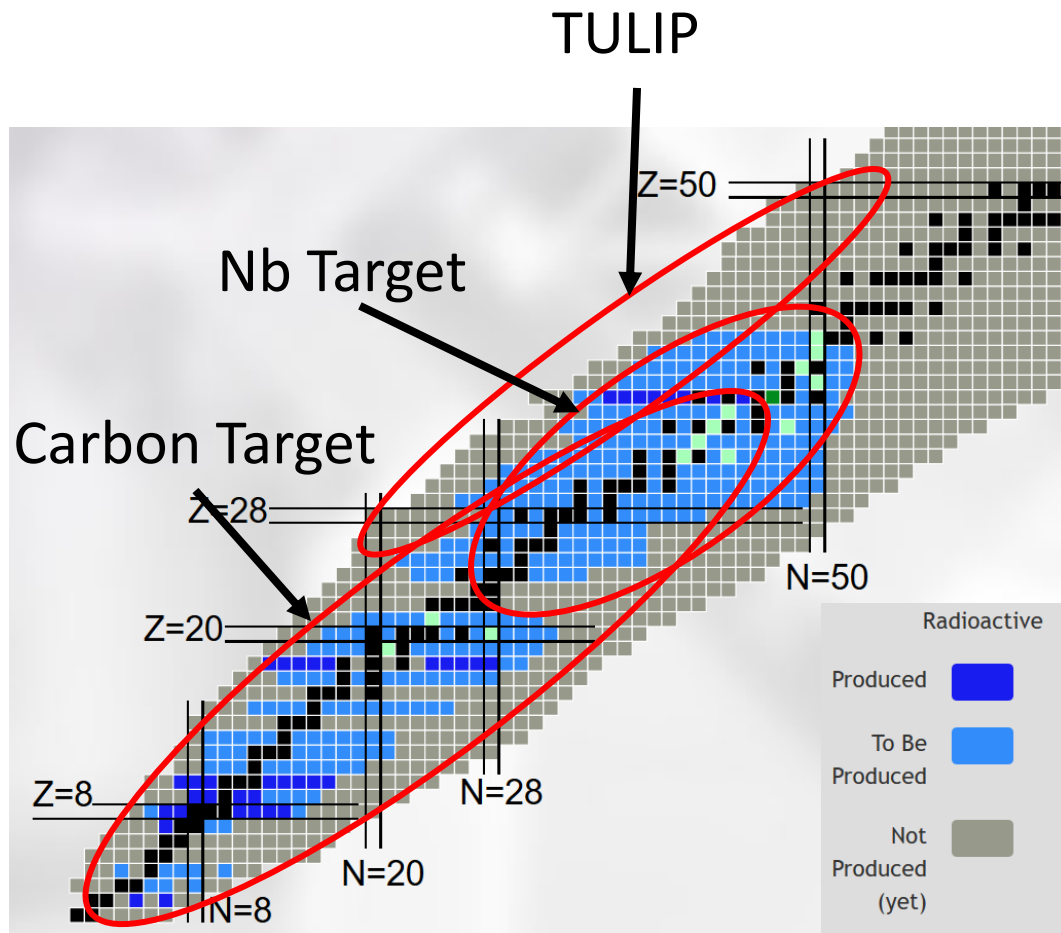 TULIP
Z=50
Nb Target
Carbon Target
Z=28
N=50
Z=20
Radioactive
Produced
To Be
Produced
Z=8
N=28
Not
Produced
(yet)
N=20
N=8